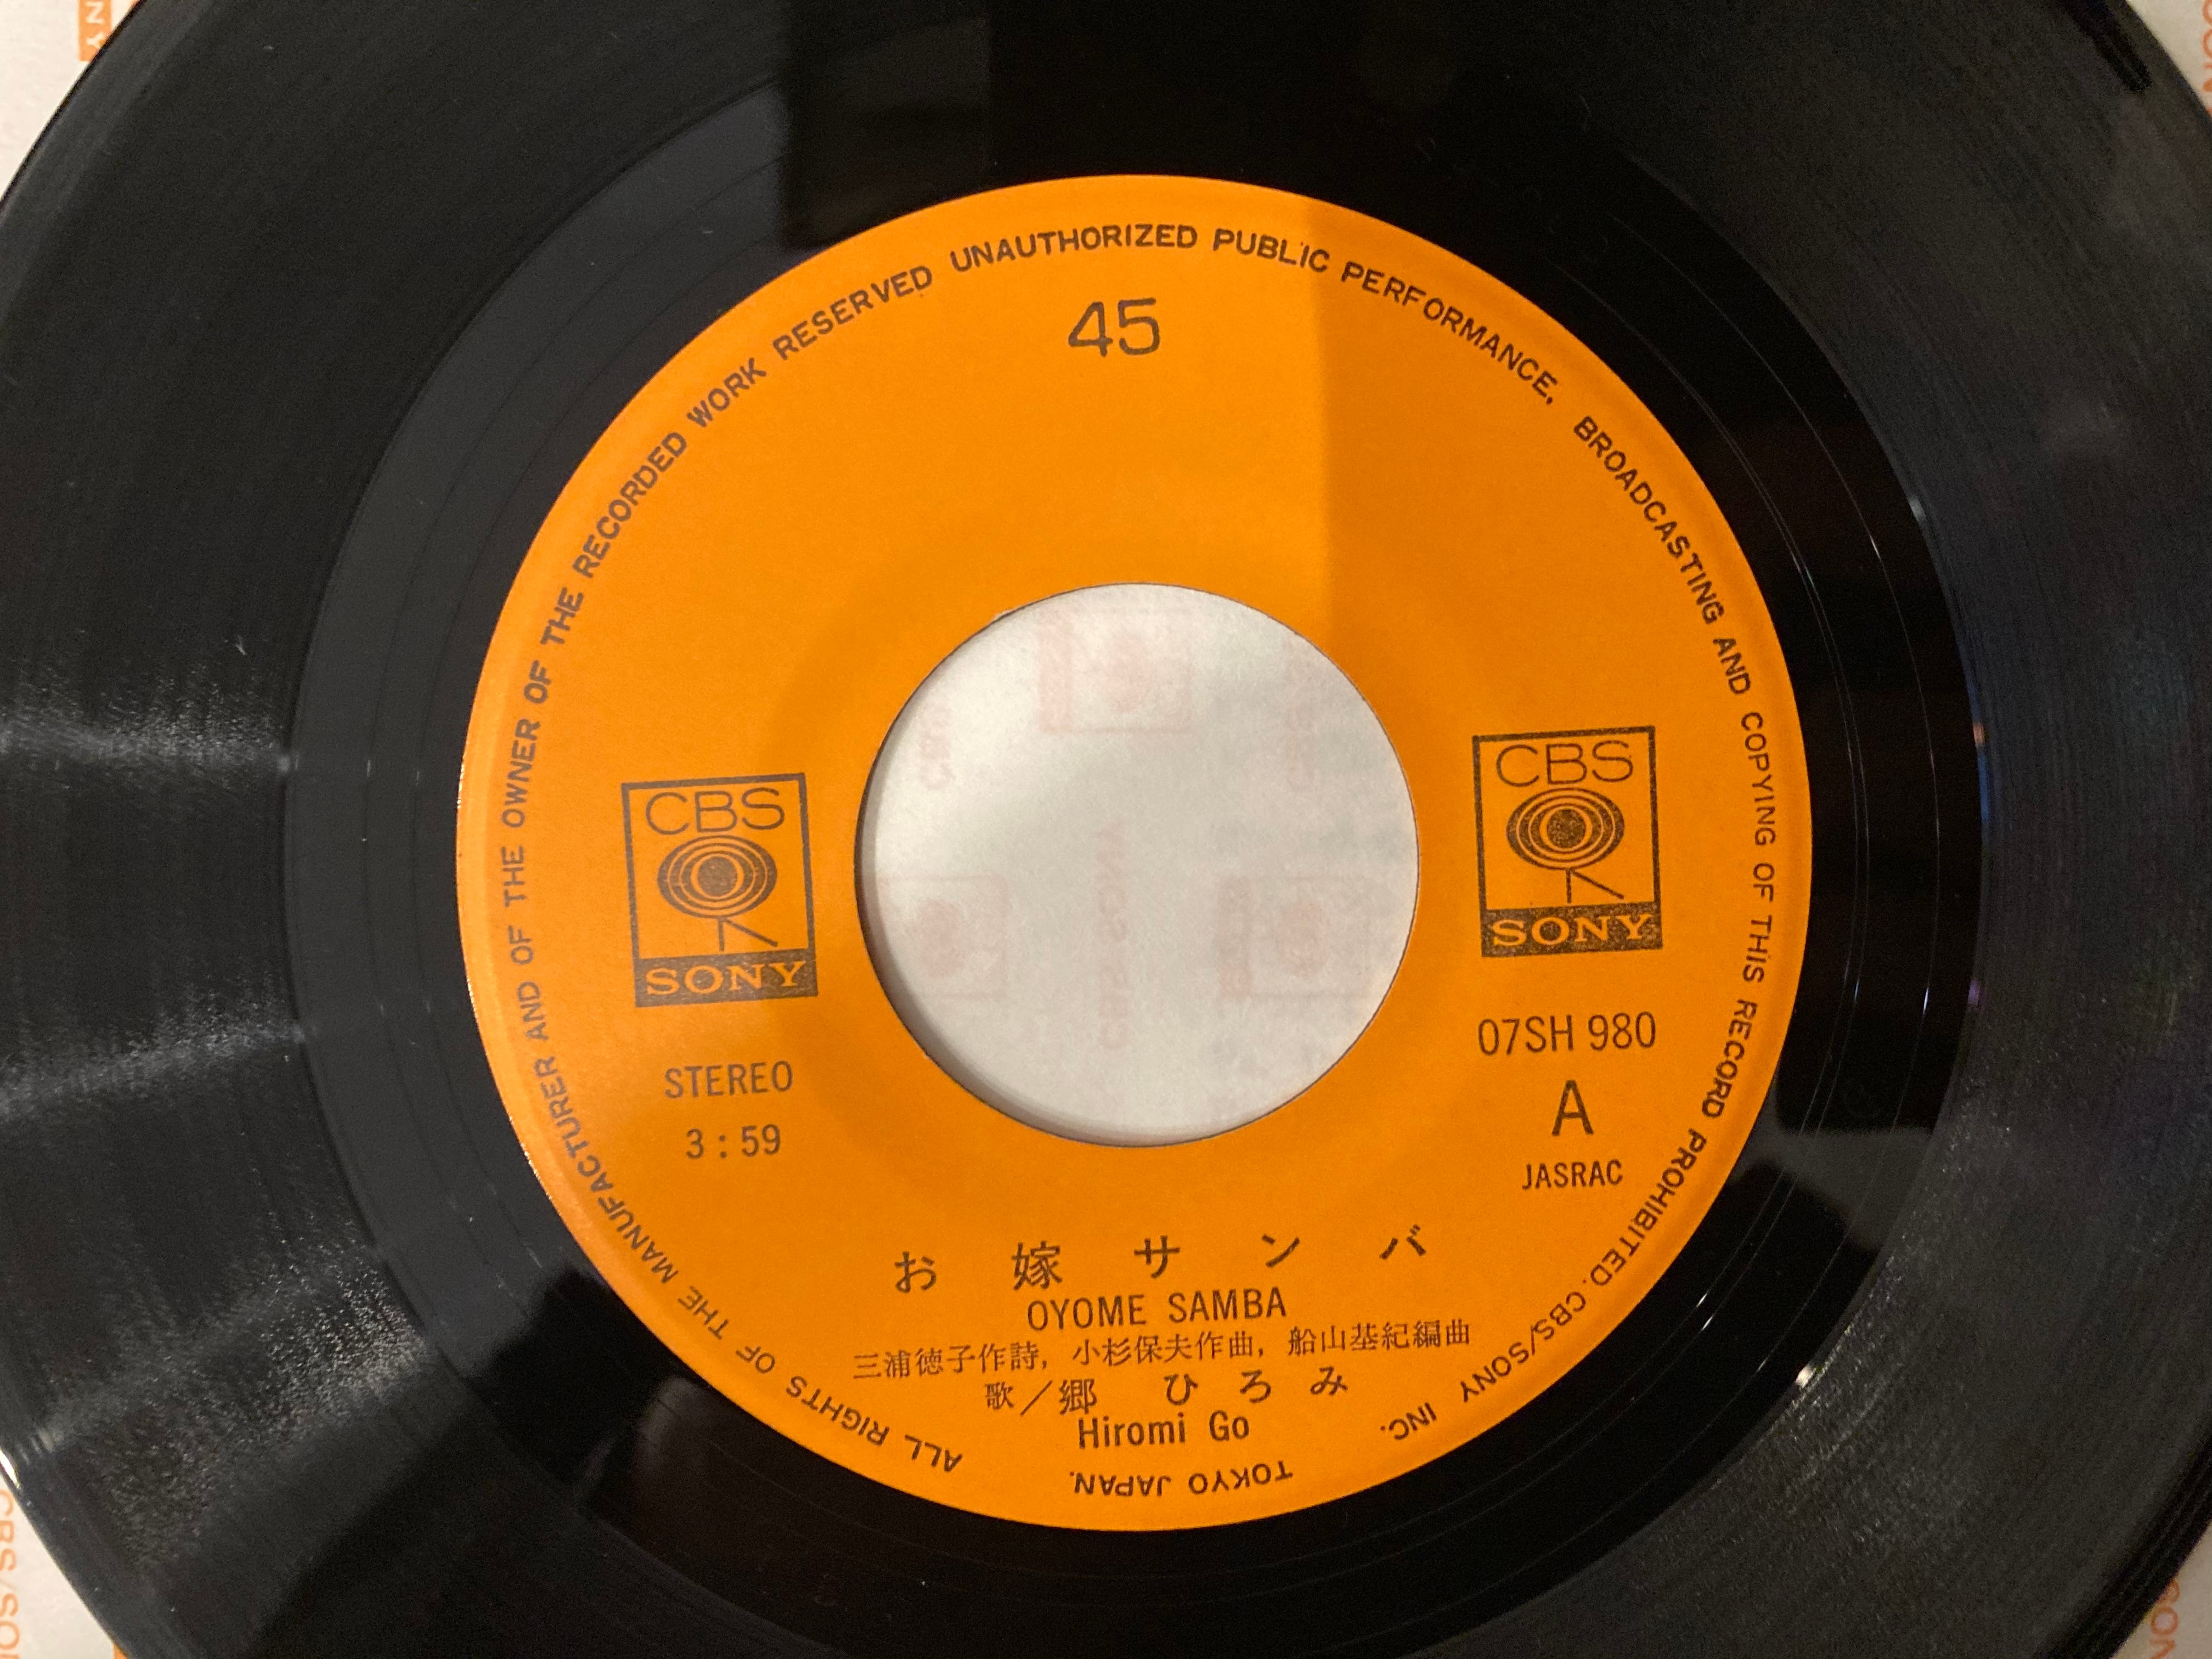 ALL RIGHTS OF THE MANUFACTURER AND OF THE OWNER OF THE RECORDED WORK RESERVED UNAUTHORIZED PUBLIC PERFORMANCE, BROADCASTING AND COPYING OF THIS RECORD PROHIBITED. CBS/SONY INC.
TOKYO JAPAN.
45
CBS
SONY
CBS
SONY
STEREO
3:59
07SH 980
A
JASRAC
お嫁サンバ
OYOME SAMBA
三浦徳子作詩, 小杉保夫作曲, 船山基紀編曲
歌/郷 ひろみ
Hiromi Go
CBS/SON